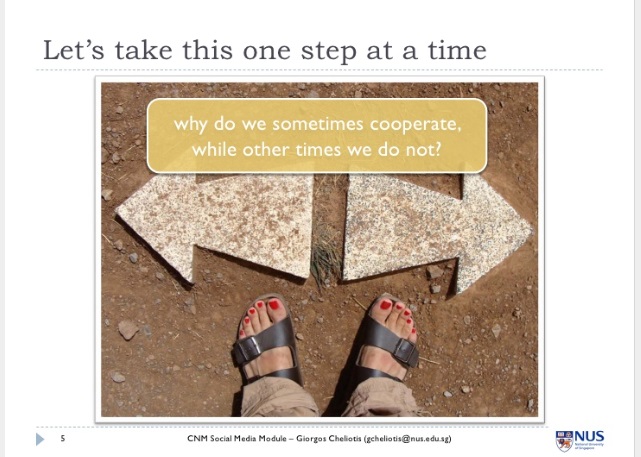 Let's take this one step at a time
why do we sometimes cooperate,
while other times we do not?
5
CNM Social Media Module – Giorgos Cheliotis (gcheliotis@nus.edu.sg)
NUS
National University
of Singapore